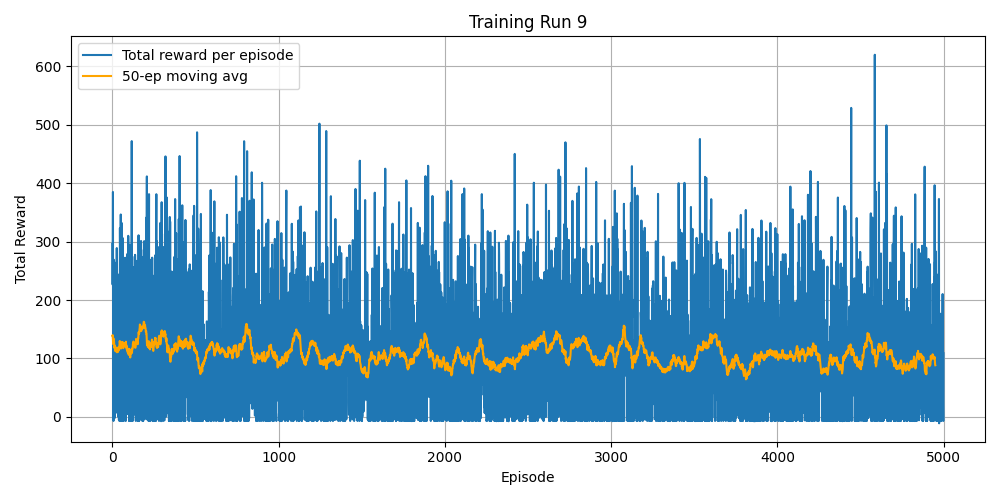 Training Run 9
Total reward per episode
50-ep moving avg
Total Reward
600
500
400
300
200
100
0
0 1000 2000 3000 4000 5000
Episode